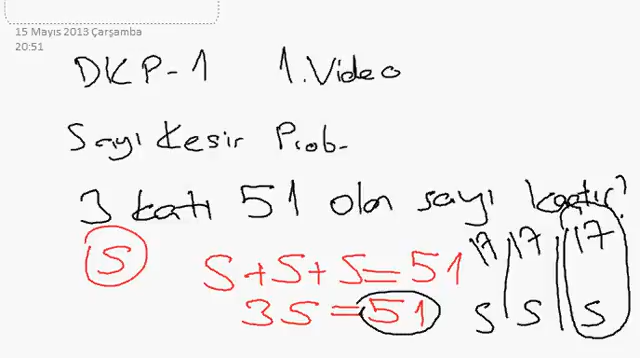 15 Mayıs 2013 Çarşamba
20:51
DKP-1 1.Video
Sayı Kesir Prob.
3 katı 51 olan sayı kaçtır?
S S+S+S=51 17 17 17
3S=51 S S S